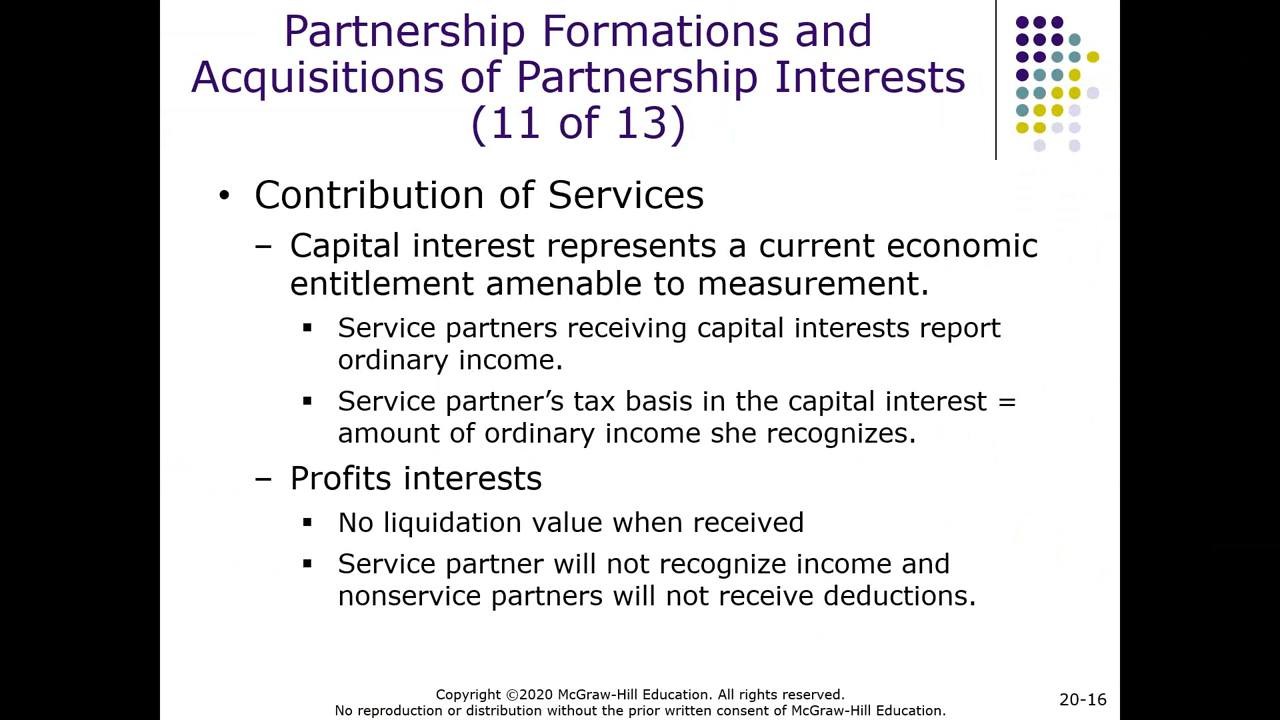 Partnership Formations and
Acquisitions of Partnership Interests
(11 of 13)
• Contribution of Services
– Capital interest represents a current economic
entitlement amenable to measurement.
▪ Service partners receiving capital interests report
ordinary income.
▪ Service partner’s tax basis in the capital interest =
amount of ordinary income she recognizes.
– Profits interests
▪ No liquidation value when received
▪ Service partner will not recognize income and
nonservice partners will not receive deductions.
Copyright ©2020 McGraw-Hill Education. All rights reserved.
No reproduction or distribution without the prior written consent of McGraw-Hill Education.
20-16